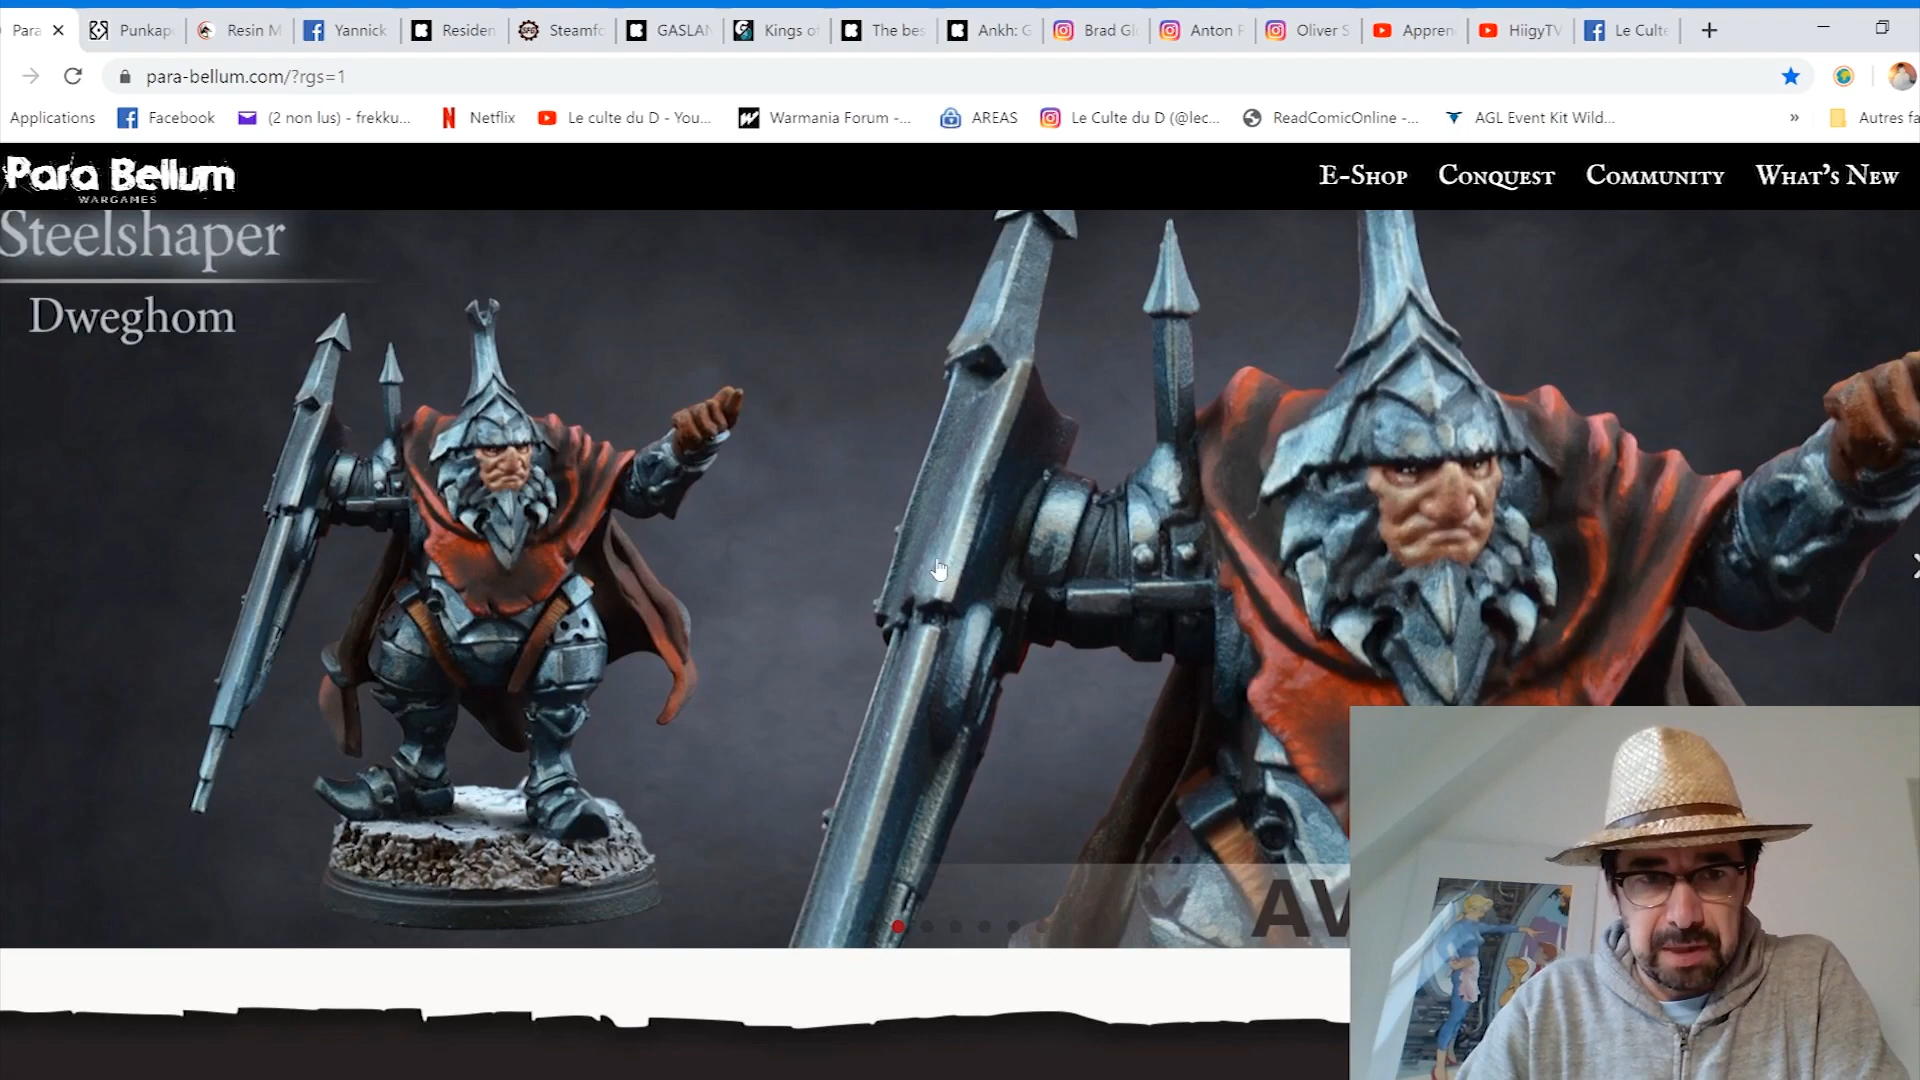 Para
Punkap
Resin M
Yannick
Residen
Steamfo
GASLAN
Kings of
The bes
Ankh: G
Brad Gl
Anton P
Oliver S
Appren
HiigyTV
Le Culte
para-bellum.com/?rgs=1
Applications Facebook (2 non lus) - frekku... Netflix Le culte du D - You... Warmania Forum -... AREAS Le Culte du D (@lec... ReadComicOnline -... AGL Event Kit Wild... » Autres fa
Para Bellum
WARGAMES
E-Shop Conquest Community What's New
Steelshaper
Dweghom
AV